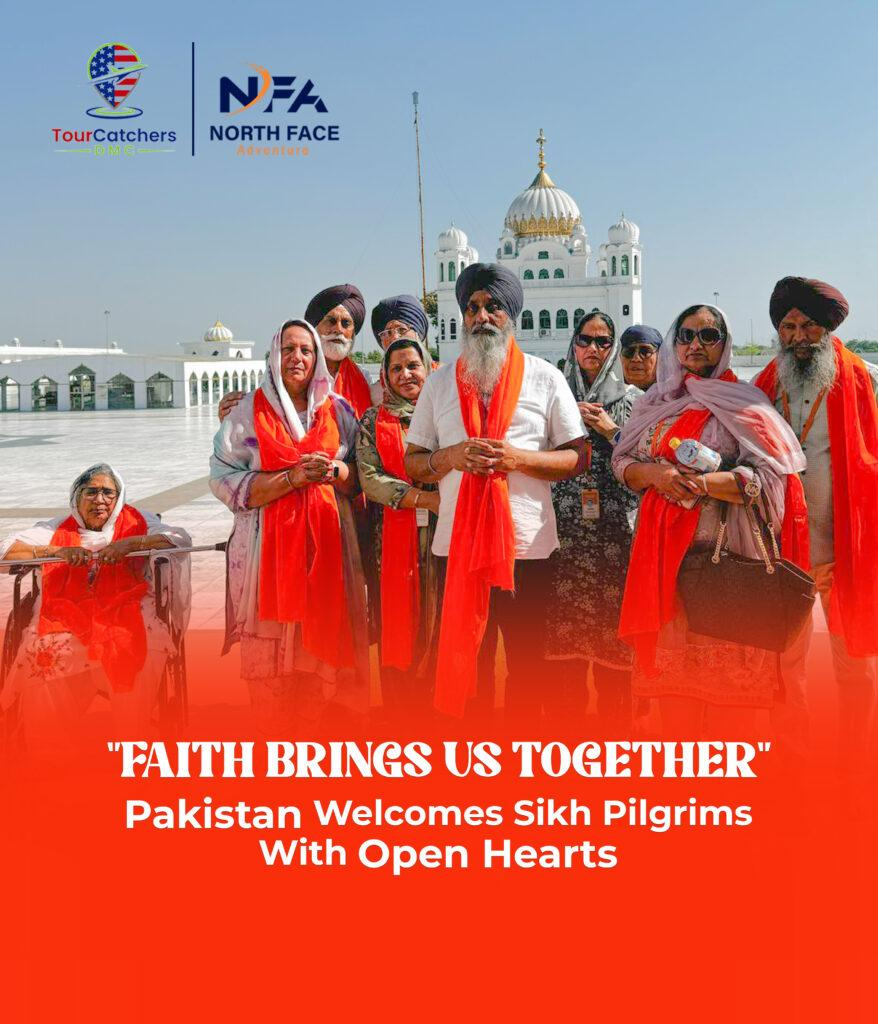 TourCatchers
DMC
NFA
NORTH FACE
Adventure
"FAITH BRINGS US TOGETHER"
Pakistan Welcomes Sikh Pilgrims
With Open Hearts